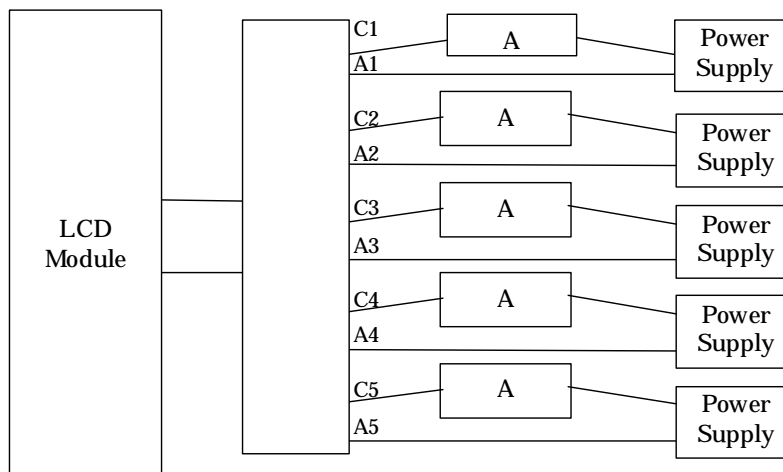 C1
A
Power
Supply
A1
C2
A
Power
Supply
A2
C3
A
Power
Supply
LCD
Module
A3
C4
A
Power
Supply
A4
C5
A
Power
Supply
A5